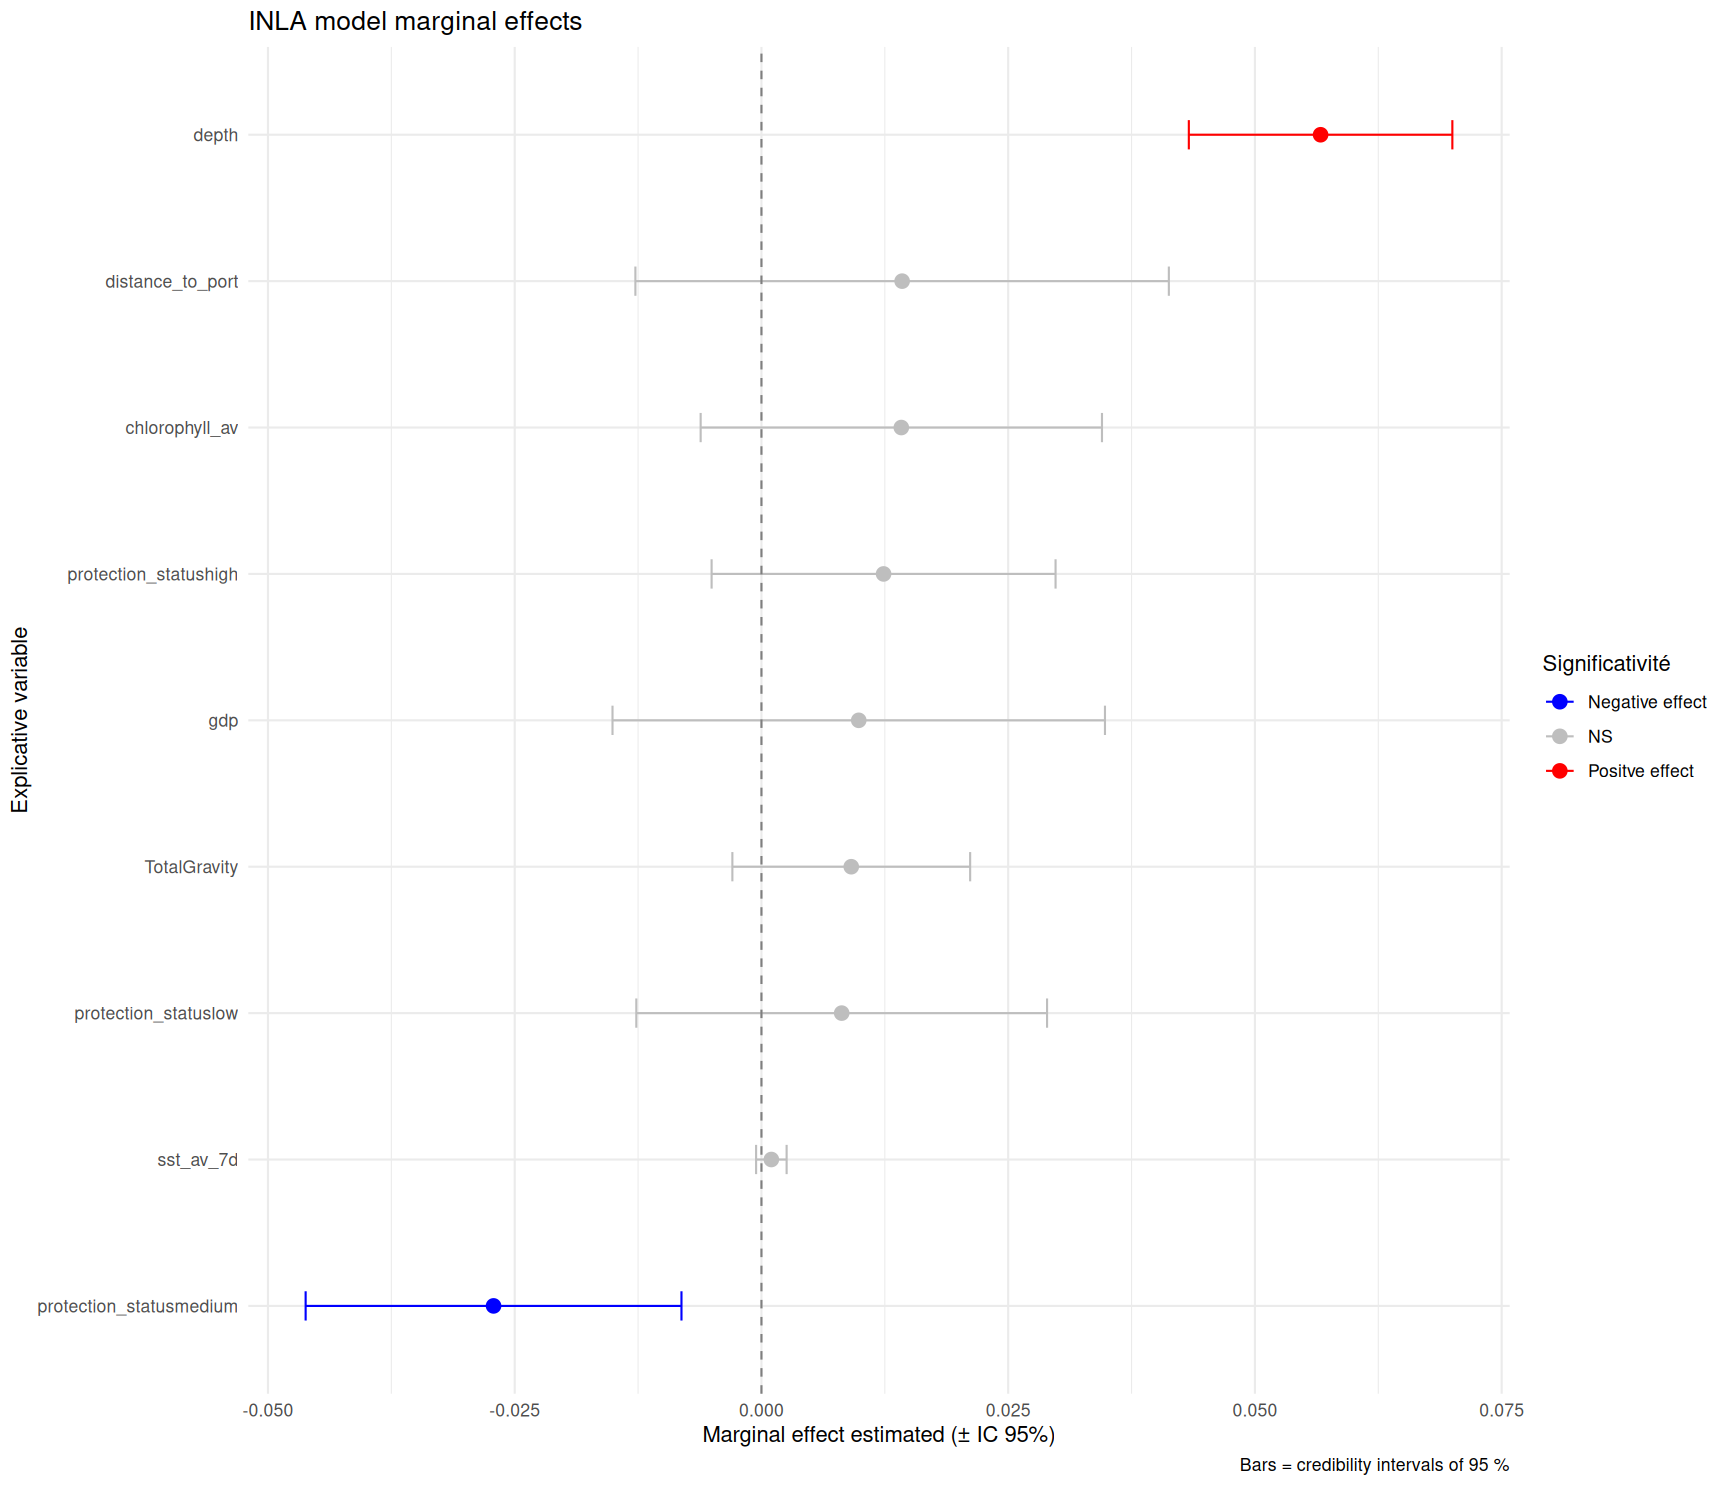 INLA model marginal effects
Explicative variable
depth
distance_to_port
chlorophyll_av
protection_statushigh
gdp
TotalGravity
protection_statuslow
sst_av_7d
protection_statusmedium
-0.050
-0.025
0.000
0.025
0.050
0.075
Marginal effect estimated (± IC 95%)
Bars = credibility intervals of 95 %
Significativité
Negative effect
NS
Positve effect